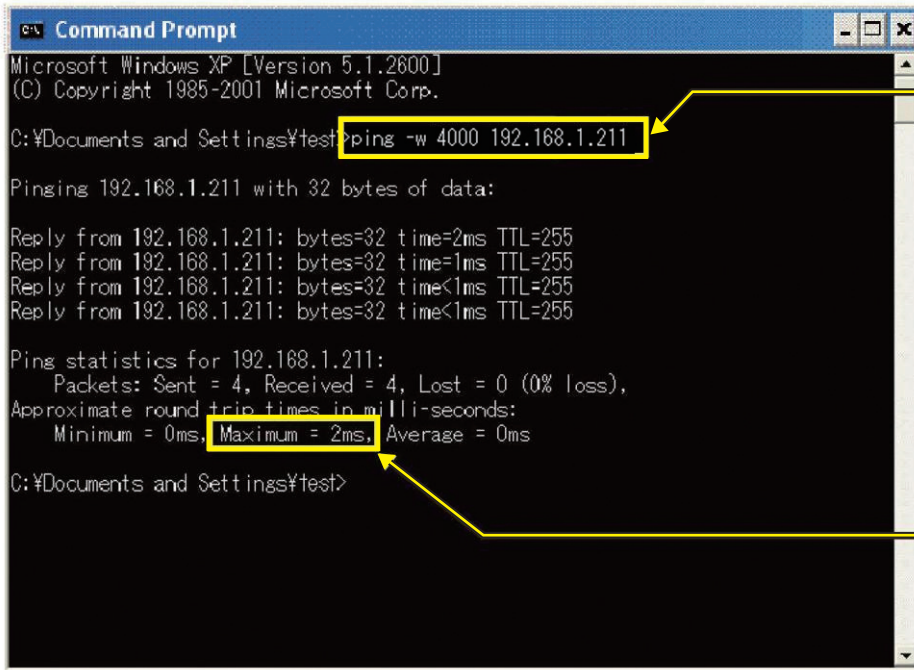 Command Prompt
Microsoft Windows XP [Version 5.1.2600]
(C) Copyright 1985-2001 Microsoft Corp.
C:¥Documents and Settings¥test>ping -w 4000 192.168.1.211
Pinging 192.168.1.211 with 32 bytes of data:
Reply from 192.168.1.211: bytes=32 time=2ms TTL=255
Reply from 192.168.1.211: bytes=32 time=1ms TTL=255
Reply from 192.168.1.211: bytes=32 time<1ms TTL=255
Reply from 192.168.1.211: bytes=32 time<1ms TTL=255
Ping statistics for 192.168.1.211:
Packets: Sent = 4, Received = 4, Lost = 0 (0% loss),
Approximate round trip times in milli-seconds:
Minimum = 0ms, Maximum = 2ms, Average = 0ms
C:¥Documents and Settings¥test>